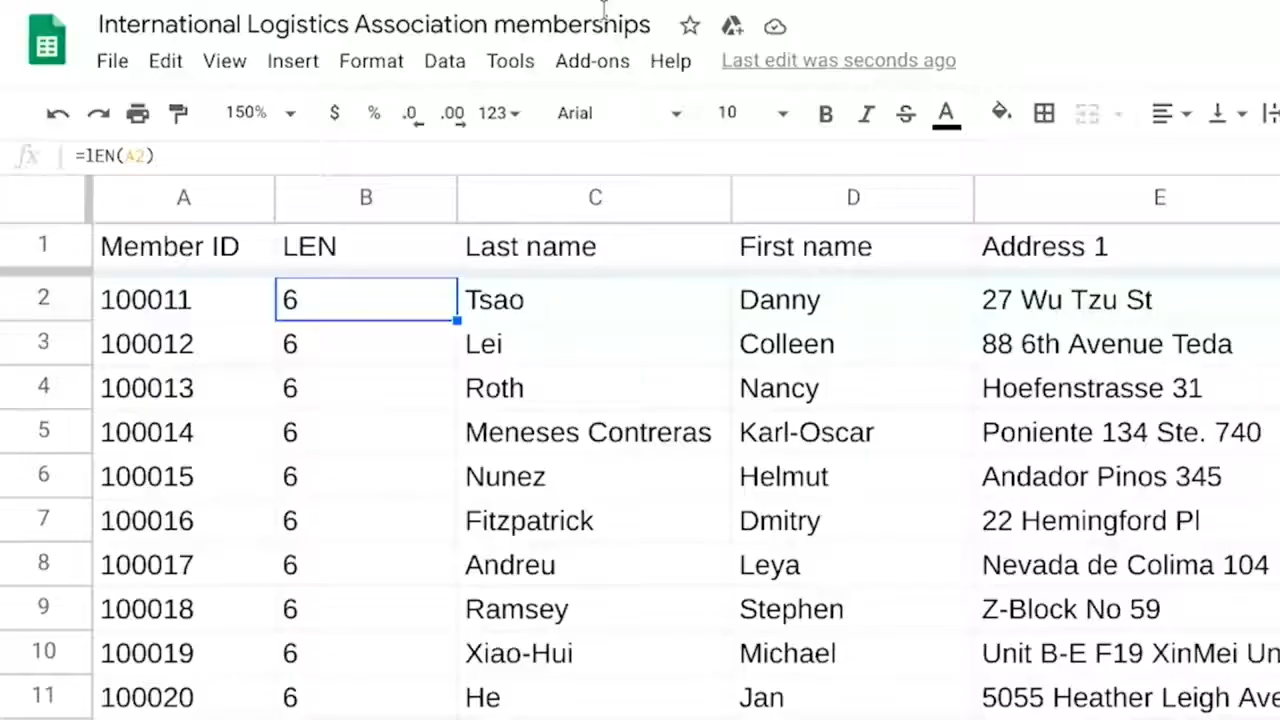 International Logistics Association memberships
File Edit View Insert Format Data Tools Add-ons Help Last edit was seconds ago
150% $ % .0 .00 123 Arial 10 B I S A
fx =lEN(A2)
A B C D E
1 Member ID LEN Last name First name Address 1
2 100011 6 Tsao Danny 27 Wu Tzu St
3 100012 6 Lei Colleen 88 6th Avenue Teda
4 100013 6 Roth Nancy Hoefenstrasse 31
5 100014 6 Meneses Contreras Karl-Oscar Poniente 134 Ste. 740
6 100015 6 Nunez Helmut Andador Pinos 345
7 100016 6 Fitzpatrick Dmitry 22 Hemingford Pl
8 100017 6 Andreu Leya Nevada de Colima 104
9 100018 6 Ramsey Stephen Z-Block No 59
10 100019 6 Xiao-Hui Michael Unit B-E F19 XinMei Un
11 100020 6 He Jan 5055 Heather Leigh Ave